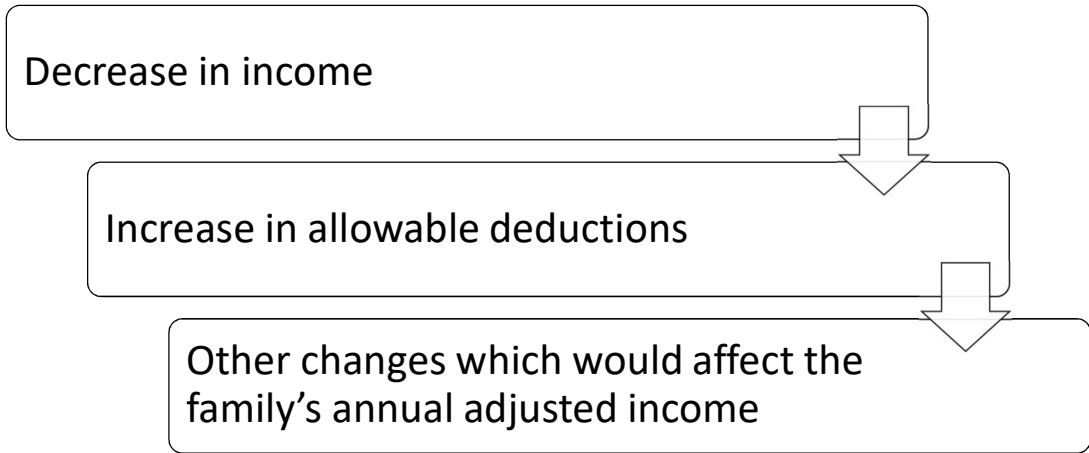 Decrease in income
Increase in allowable deductions
Other changes which would affect the
family’s annual adjusted income